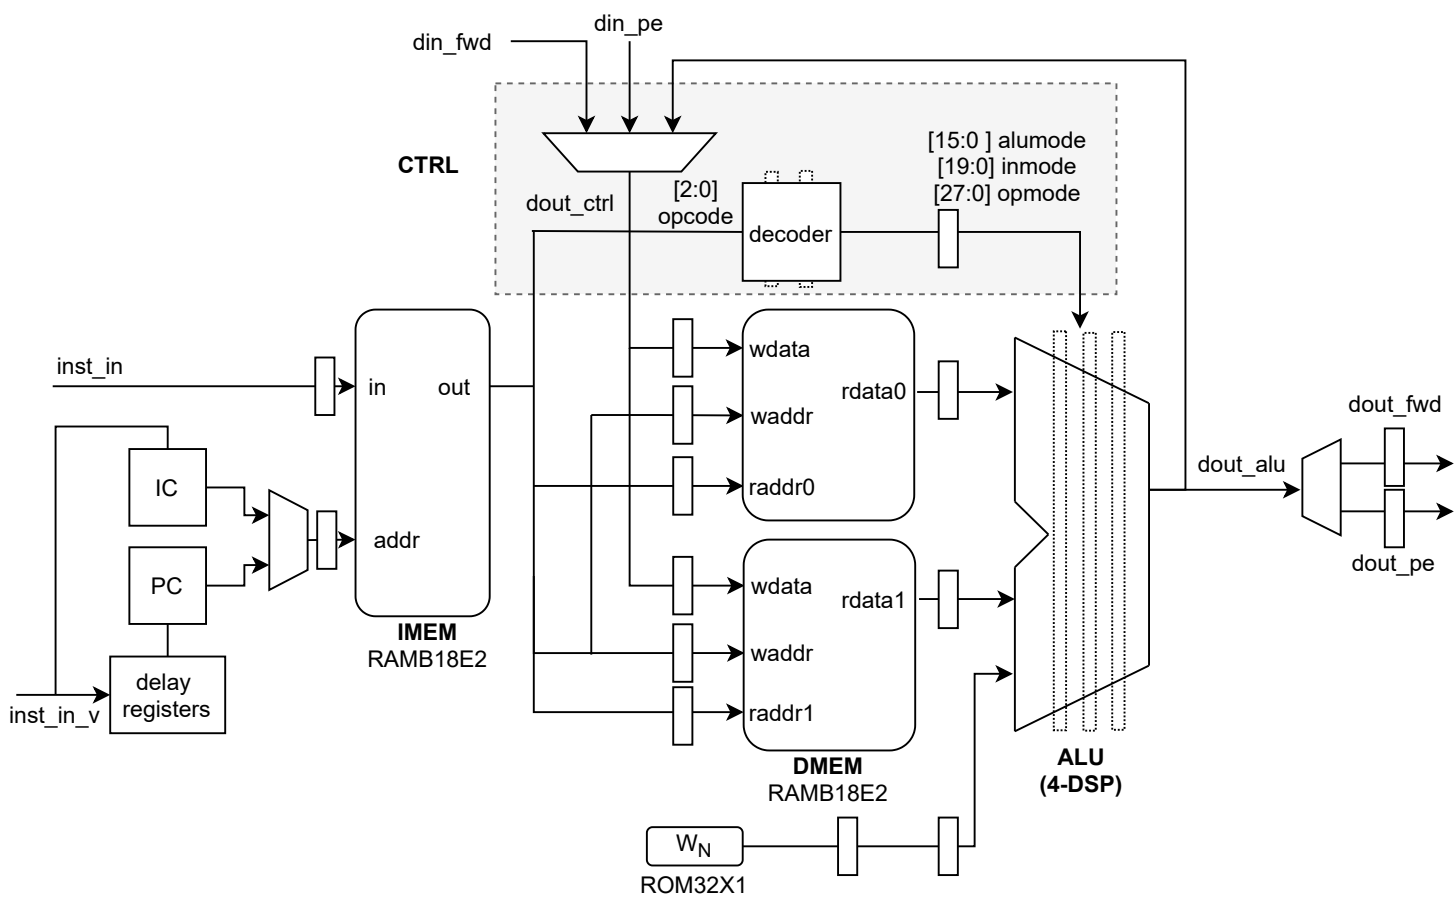 din_pe
din_fwd
CTRL
[15:0 ] alumode
[19:0] inmode
[27:0] opmode
[2:0]
opcode
dout_ctrl
decoder
inst_in
in
out
wdata
rdata0
waddr
raddr0
dout_fwd
dout_alu
dout_pe
IC
addr
PC
wdata
rdata1
waddr
raddr1
IMEM
RAMB18E2
delay
registers
inst_in_v
DMEM
RAMB18E2
ALU
(4-DSP)
WN
ROM32X1